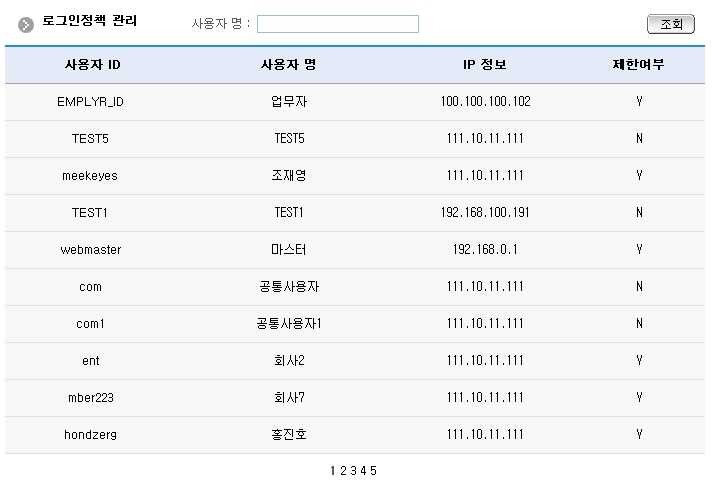 로그인정책 관리 사용자 명 : 조회
사용자 ID 사용자 명 IP 정보 제한여부
EMPLYR_ID 업무자 100.100.100.102 Y
TEST5 TEST5 111.10.11.111 N
meekeyes 조재영 111.10.11.111 Y
TEST1 TEST1 192.168.100.191 N
webmaster 마스터 192.168.0.1 Y
com 공통사용자 111.10.11.111 N
com1 공통사용자1 111.10.11.111 N
ent 회사2 111.10.11.111 Y
mber223 회사7 111.10.11.111 Y
hondzerg 홍진호 111.10.11.111 Y
1 2 3 4 5